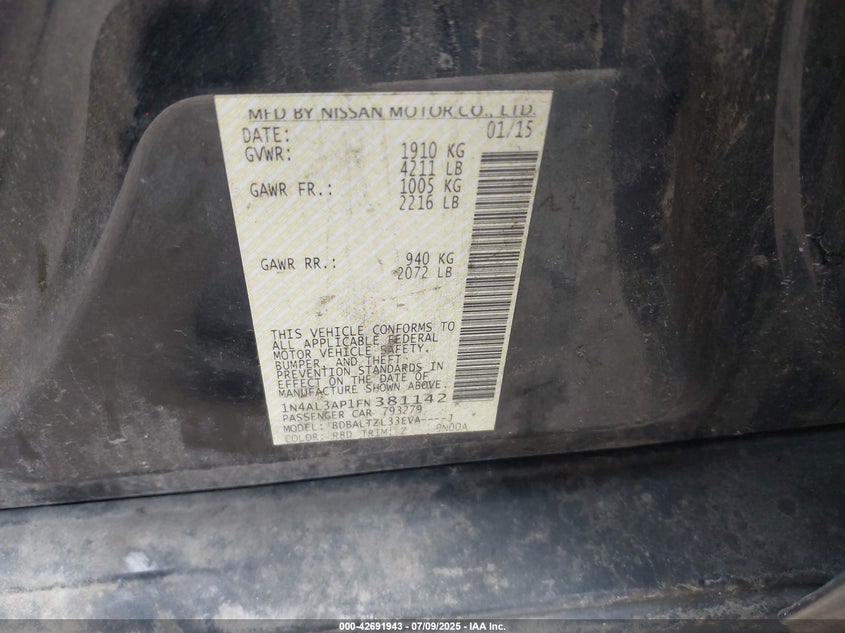 MFD BY NISSAN MOTOR CO., LTD.
DATE: 01/15
GVWR: 1910 KG
4211 LB
GAWR FR.: 1005 KG
2216 LB
GAWR RR.: 940 KG
2072 LB
THIS VEHICLE CONFORMS TO
ALL APPLICABLE FEDERAL
MOTOR VEHICLE SAFETY,
BUMPER, AND THEFT
PREVENTION STANDARDS IN
EFFECT ON THE DATE OF
MANUFACTURE SHOWN ABOVE.
1N4AL3AP1FN381142
PASSENGER CAR 793279
MODEL: BDBALTZL33EVA----J
COLOR: RBD TRIM: Z
000-42691943 / 07/09/2025 - IAA Inc.